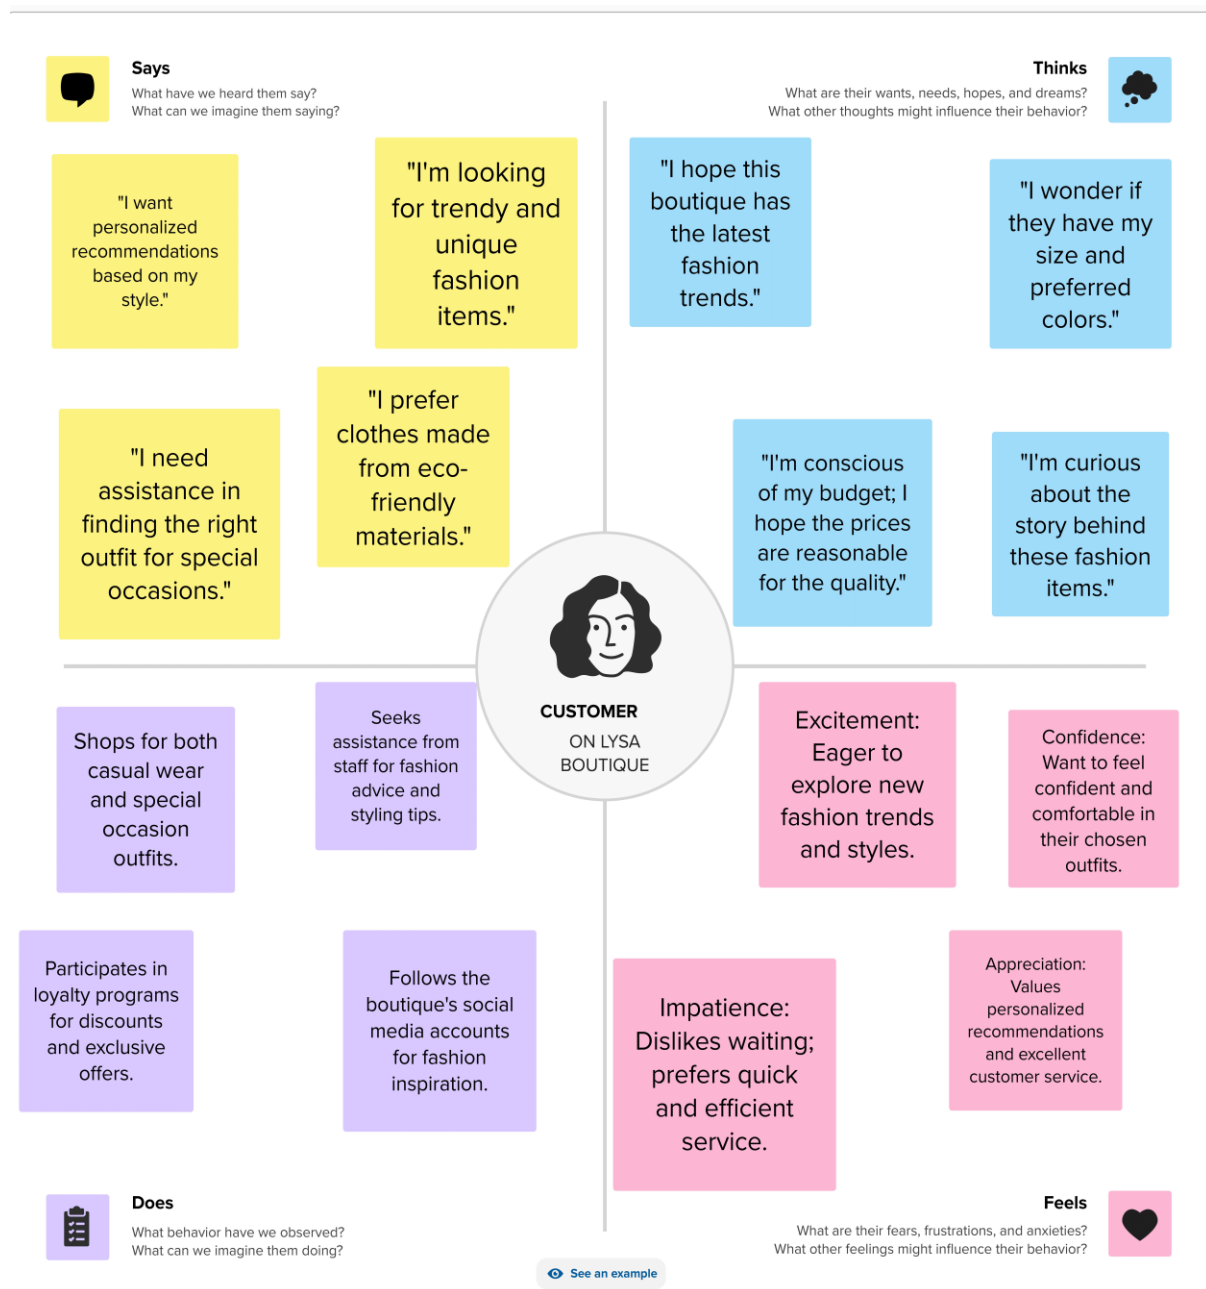 Says
What have we heard them say?
What can we imagine them saying?
"I want
personalized
recommendations
based on my
style."
"I'm looking
for trendy and
unique
fashion
items."
"I need
assistance in
finding the right
outfit for special
occasions."
"I prefer
clothes made
from eco-
friendly
materials."
Thinks
What are their wants, needs, hopes, and dreams?
What other thoughts might influence their behavior?
"I hope this
boutique has
the latest
fashion
trends."
"I wonder if
they have my
size and
preferred
colors."
"I'm conscious
of my budget; I
hope the prices
are reasonable
for the quality."
"I'm curious
about the
story behind
these fashion
items."
CUSTOMER
ON LYSA
BOUTIQUE
Shops for both
casual wear
and special
occasion
outfits.
Seeks
assistance from
staff for fashion
advice and
styling tips.
Participates in
loyalty programs
for discounts
and exclusive
offers.
Follows the
boutique's social
media accounts
for fashion
inspiration.
Does
What behavior have we observed?
What can we imagine them doing?
Excitement:
Eager to
explore new
fashion trends
and styles.
Confidence:
Want to feel
confident and
comfortable in
their chosen
outfits.
Impatience:
Dislikes waiting;
prefers quick
and efficient
service.
Appreciation:
Values
personalized
recommendations
and excellent
customer service.
Feels
What are their fears, frustrations, and anxieties?
What other feelings might influence their behavior?
See an example